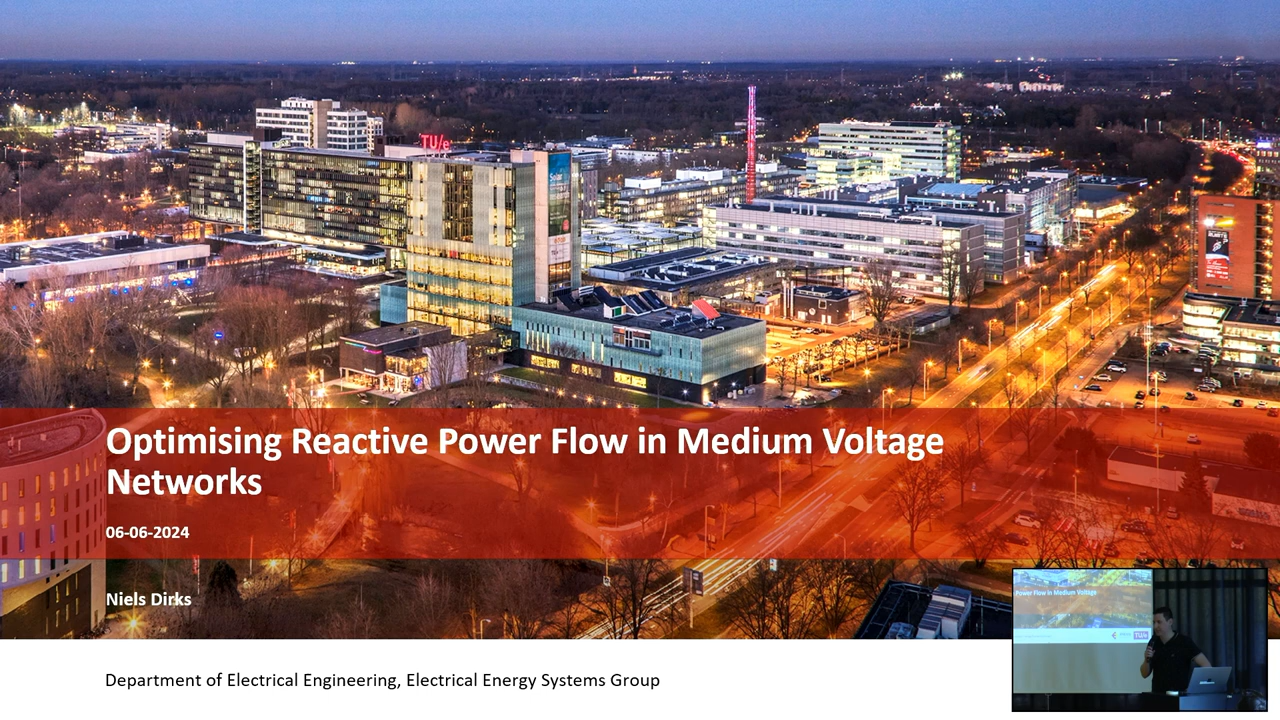 TU/e
Optimising Reactive Power Flow in Medium Voltage
Networks
06-06-2024
Niels Dirks
Department of Electrical Engineering, Electrical Energy Systems Group
Power Flow in Medium Voltage
TU/e